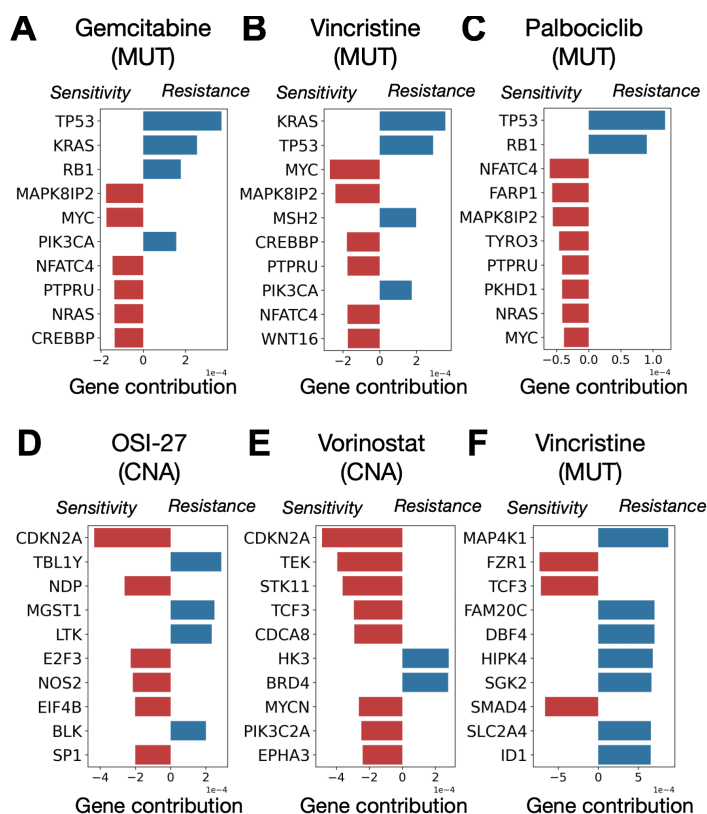 A Gemcitabine (MUT)
Sensitivity Resistance
TP53
KRAS
RB1
MAPK8IP2
MYC
PIK3CA
NFATC4
PTPRU
NRAS
CREBBP
−2 0 2
1e−4
Gene contribution
B Vincristine (MUT)
Sensitivity Resistance
KRAS
TP53
MYC
MAPK8IP2
MSH2
CREBBP
PTPRU
PIK3CA
NFATC4
WNT16
−2 0 2
1e−4
Gene contribution
C Palbociclib (MUT)
Sensitivity Resistance
TP53
RB1
NFATC4
FARP1
MAPK8IP2
TYRO3
PTPRU
PKHD1
NRAS
MYC
−0.5 0.0 0.5 1.0
1e−4
Gene contribution
D OSI-27 (CNA)
Sensitivity Resistance
CDKN2A
TBL1Y
NDP
MGST1
LTK
E2F3
NOS2
EIF4B
BLK
SP1
−4 −2 0 2
1e−4
Gene contribution
E Vorinostat (CNA)
Sensitivity Resistance
CDKN2A
TEK
STK11
TCF3
CDCA8
HK3
BRD4
MYCN
PIK3C2A
EPHA3
−4 −2 0 2
1e−4
Gene contribution
F Vincristine (MUT)
Sensitivity Resistance
MAP4K1
FZR1
TCF3
FAM20C
DBF4
HIPK4
SGK2
SMAD4
SLC2A4
ID1
−5 0 5
1e−4
Gene contribution